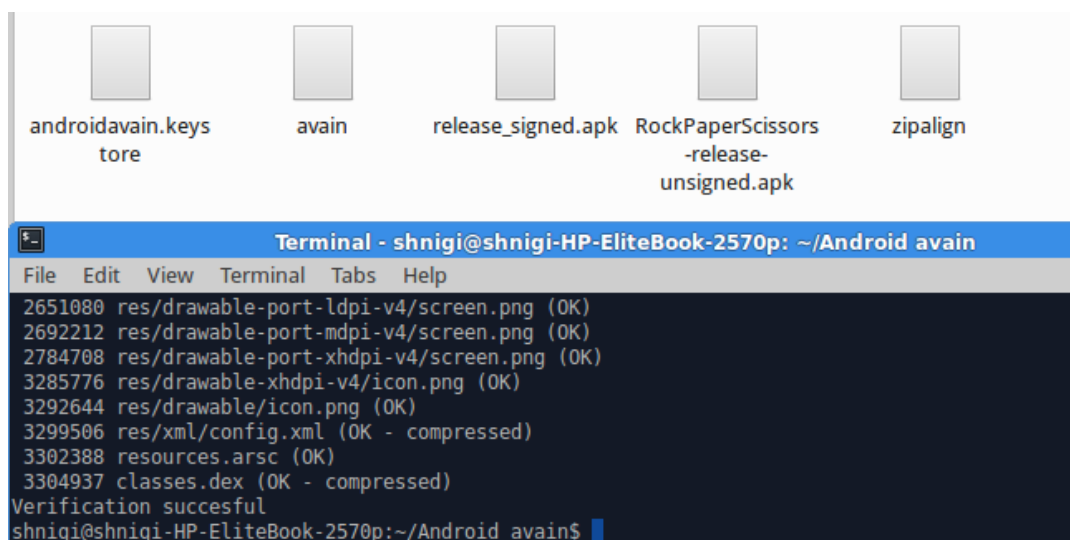 androidavain.keys
tore
avain
release_signed.apk
RockPaperScissors
-release-
unsigned.apk
zipalign
Terminal - shnigi@shnigi-HP-EliteBook-2570p: ~/Android avain
File Edit View Terminal Tabs Help
2651080 res/drawable-port-ldpi-v4/screen.png (OK)
2692212 res/drawable-port-mdpi-v4/screen.png (OK)
2784708 res/drawable-port-xhdpi-v4/screen.png (OK)
3285776 res/drawable-xhdpi-v4/icon.png (OK)
3292644 res/drawable/icon.png (OK)
3299506 res/xml/config.xml (OK - compressed)
3302388 resources.arsc (OK)
3304937 classes.dex (OK - compressed)
Verification succesful
shnigi@shnigi-HP-EliteBook-2570p:~/Android avain$